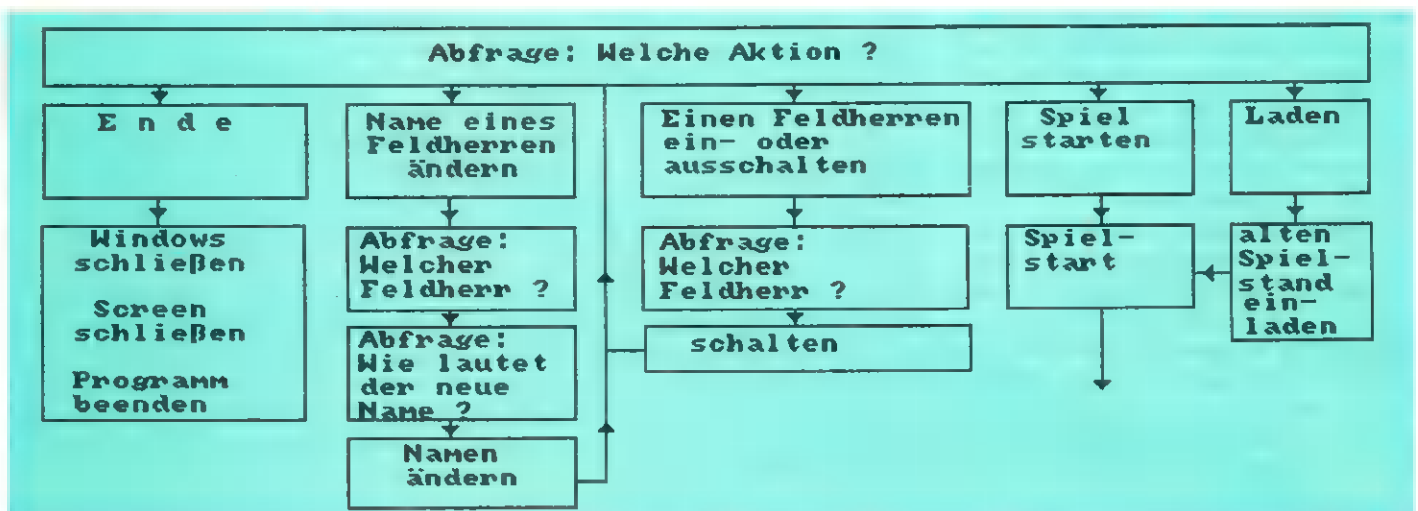 Abfrage: Welche Aktion ?
E n d e
Windows
schließen
Screen
schließen
Programm
beenden
Name eines
Feldherren
ändern
Abfrage:
Welcher
Feldherr ?
Abfrage:
Wie lautet
der neue
Name ?
Namen
ändern
Einen Feldherren
ein- oder
ausschalten
Abfrage:
Welcher
Feldherr ?
schalten
Spiel
starten
Spiel-
start
Laden
alten
Spiel-
stand
ein-
laden